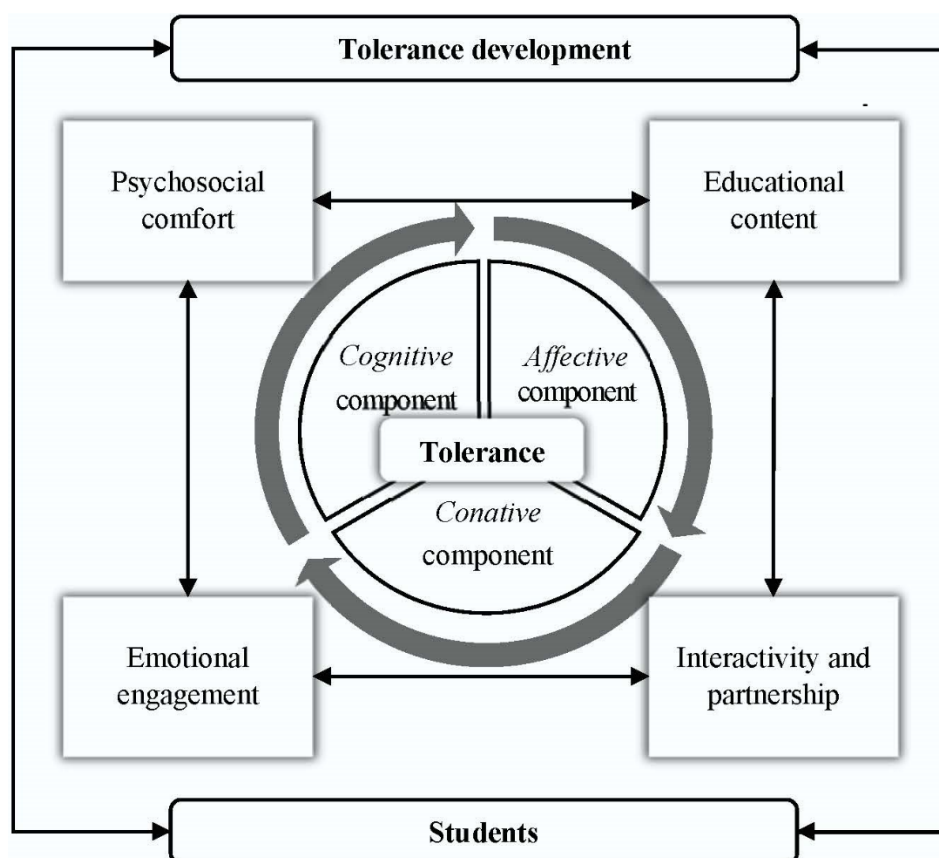 Tolerance development
Psychosocial
comfort
Educational
content
Cognitive
component
Affective
component
Tolerance
Conative
component
Emotional
engagement
Interactivity and
partnership
Students